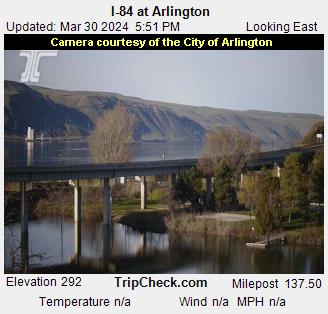 I-84 at Arlington
Updated: Mar 30 2024 5:51 PM Looking East
Camera courtesy of the City of Arlington
Elevation 292 TripCheck.com Milepost 137.50
Temperature n/a Wind n/a MPH n/a